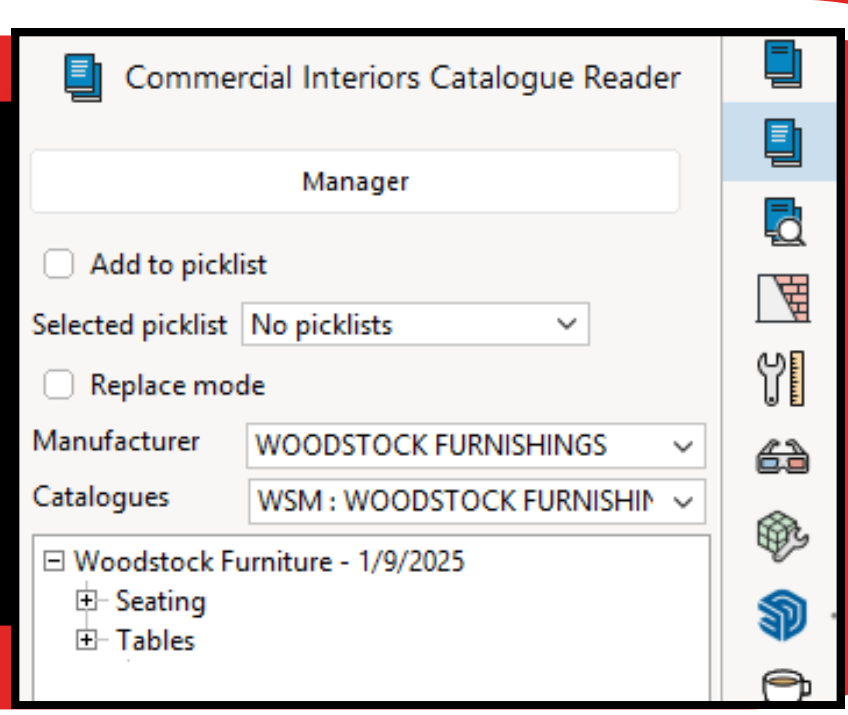 Commercial Interiors Catalogue Reader
Manager
Add to picklist
Selected picklist No picklists
Replace mode
Manufacturer WOODSTOCK FURNISHINGS
Catalogues WSM : WOODSTOCK FURNISHIN
Woodstock Furniture - 1/9/2025
Seating
Tables